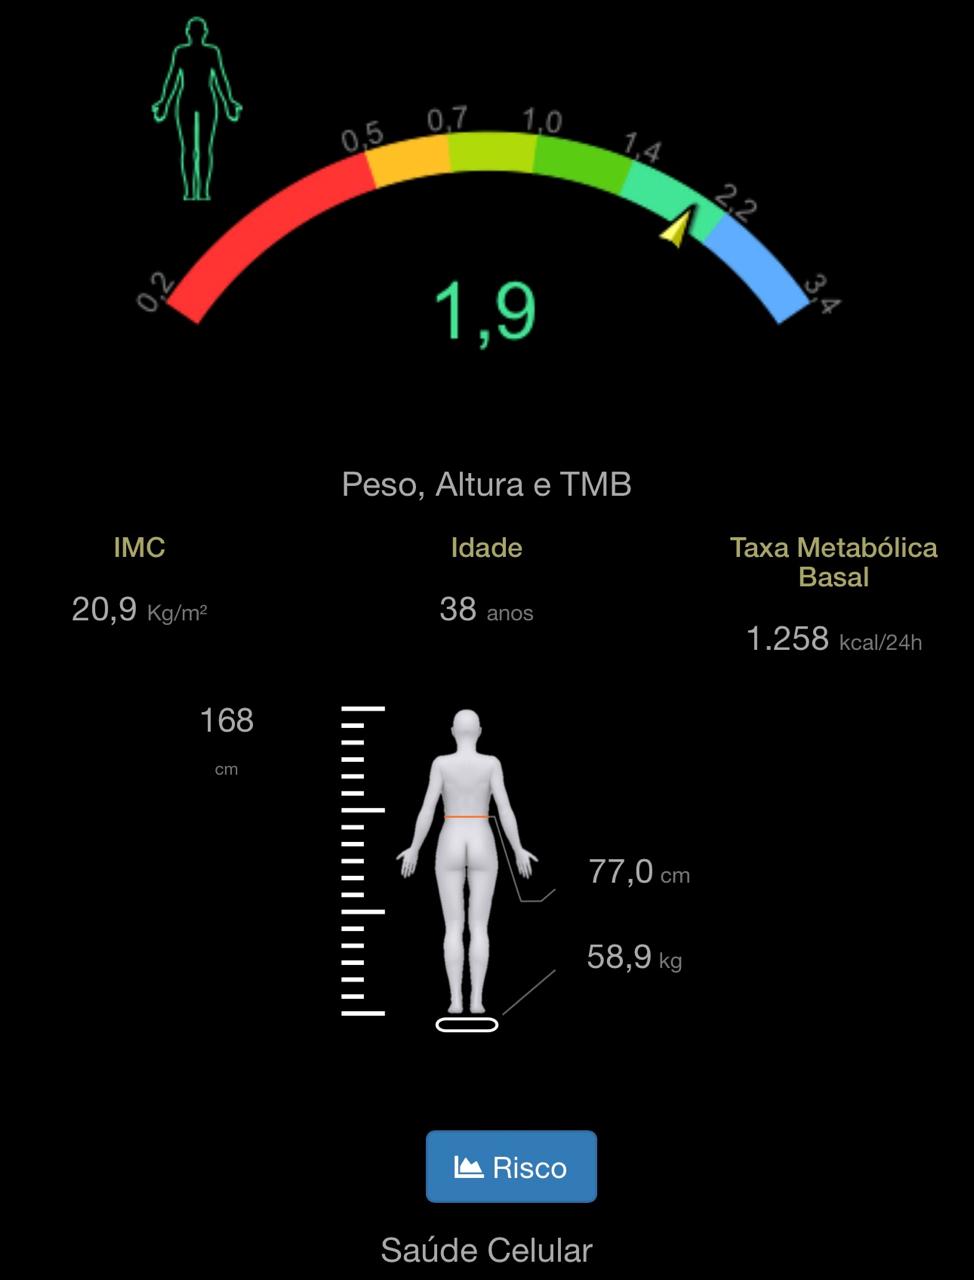 0,2
0,5
0,7
1,0
1,4
2,2
3,4
1,9
Peso, Altura e TMB
IMC
Idade
Taxa Metabólica
Basal
20,9 Kg/m²
38 anos
1.258 kcal/24h
168
cm
77,0 cm
58,9 kg
Risco
Saúde Celular